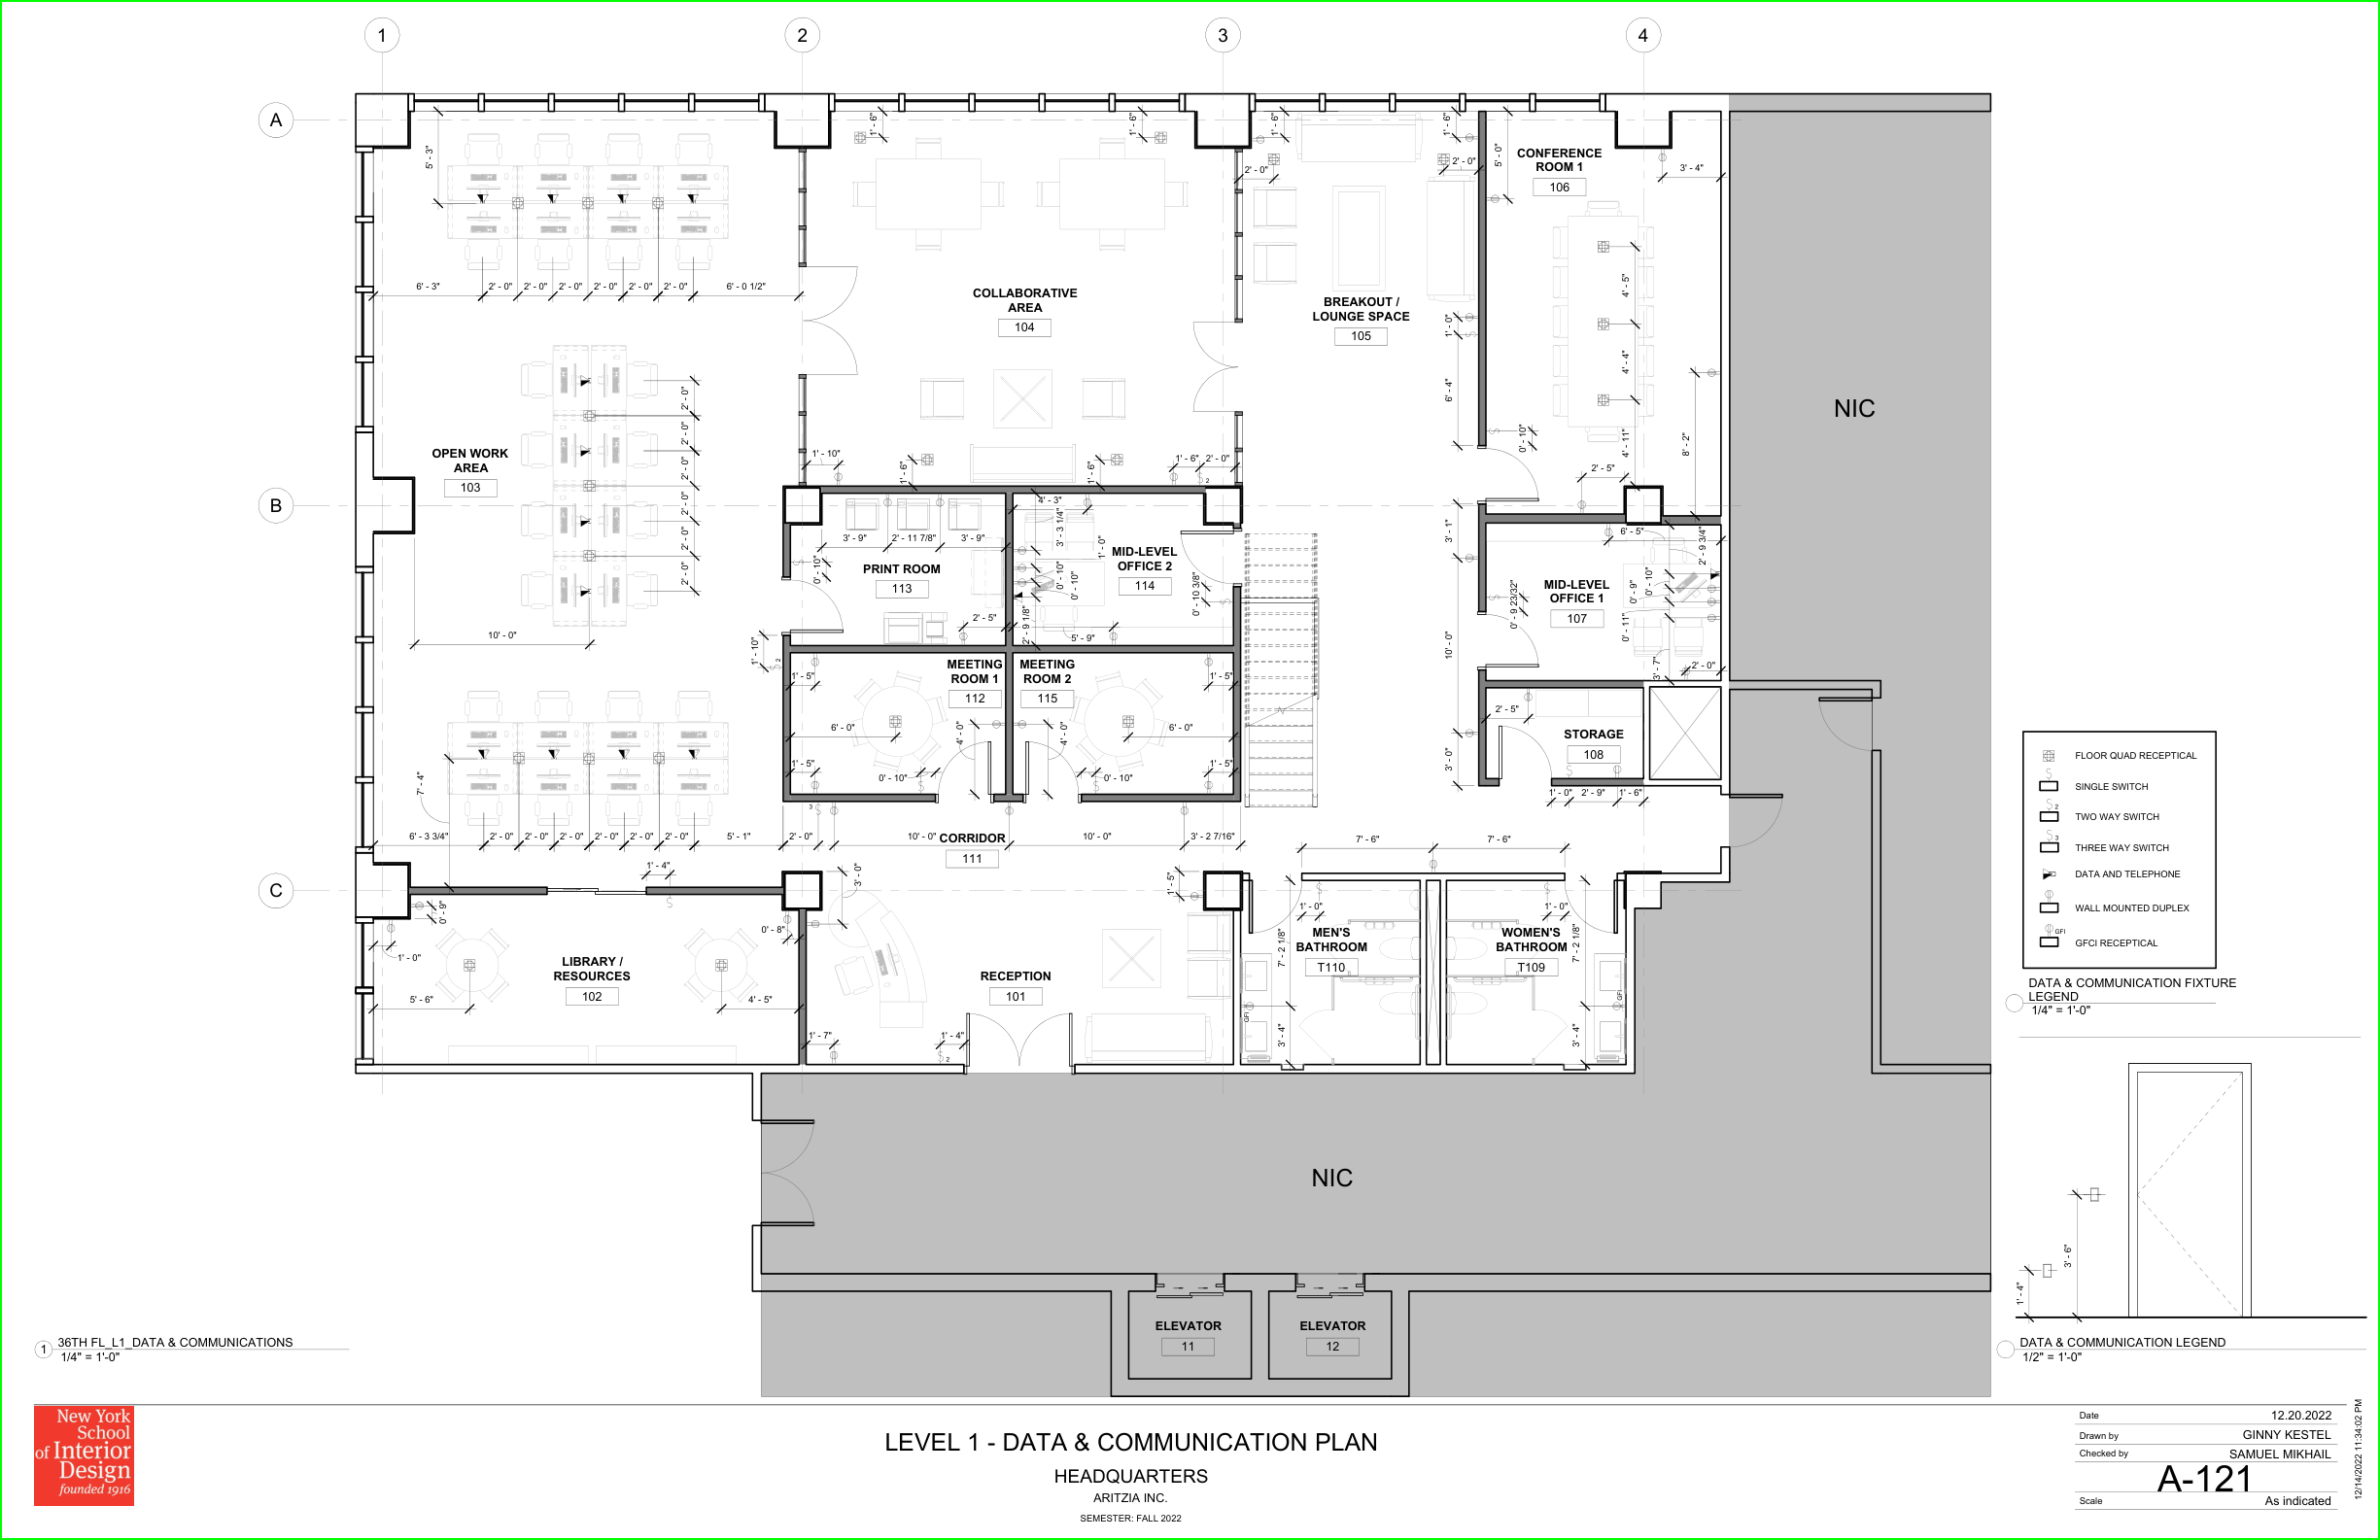 1
2
3
4
A
B
C
1' - 6"
1' - 6"
1' - 6"
1' - 6"
5' - 3"
5' - 0"
2' - 0"
2' - 0"
3' - 4"
CONFERENCE
ROOM 1
106
6' - 3"
2' - 0"
2' - 0"
2' - 0"
2' - 0"
2' - 0"
2' - 0"
6' - 0 1/2"
COLLABORATIVE
AREA
104
BREAKOUT /
LOUNGE SPACE
105
4' - 5"
4' - 4"
4' - 11"
1' - 0"
6' - 4"
8' - 2"
0' - 10"
2' - 5"
NIC
2' - 0"
2' - 0"
2' - 0"
2' - 0"
2' - 0"
2' - 0"
2' - 0"
OPEN WORK
AREA
103
10' - 0"
1' - 10"
1' - 6"
1' - 6"
1' - 6"
2' - 0"
2
3' - 9"
2' - 11 7/8"
3' - 9"
0' - 10"
PRINT ROOM
113
2' - 5"
1' - 10"
2
4' - 3"
3' - 3 1/4"
1' - 0"
0' - 10"
0' - 10"
2' - 9 1/8"
5' - 9"
MID-LEVEL
OFFICE 2
114
0' - 10 3/8"
3' - 1"
10' - 0"
3' - 0"
6' - 5"
2' - 9 3/4"
0' - 9 23/32"
MID-LEVEL
OFFICE 1
107
0' - 10"
0' - 9"
0' - 11"
3' - 7"
2' - 0"
MEETING
ROOM 1
112
MEETING
ROOM 2
115
1' - 5"
1' - 5"
6' - 0"
4' - 0"
4' - 0"
6' - 0"
1' - 5"
0' - 10"
0' - 10"
1' - 5"
2' - 5"
STORAGE
108
1' - 0"
2' - 9"
1' - 6"
7' - 4"
6' - 3 3/4"
2' - 0"
2' - 0"
2' - 0"
2' - 0"
2' - 0"
2' - 0"
5' - 1"
3
2' - 0"
10' - 0"
CORRIDOR
111
10' - 0"
3' - 2 7/16"
7' - 6"
7' - 6"
1' - 4"
3' - 0"
1' - 5"
0' - 9"
0' - 8"
1' - 0"
LIBRARY /
RESOURCES
102
5' - 6"
4' - 5"
RECEPTION
101
1' - 7"
1' - 4"
2
1' - 0"
MEN'S
BATHROOM
T110
7' - 2 1/8"
3' - 4"
GFI
1' - 0"
WOMEN'S
BATHROOM
T109
7' - 2 1/8"
3' - 4"
GFI
NIC
ELEVATOR
11
ELEVATOR
12
FLOOR QUAD RECEPTICAL
S
SINGLE SWITCH
S 2
TWO WAY SWITCH
S 3
THREE WAY SWITCH
DATA AND TELEPHONE
WALL MOUNTED DUPLEX
GFI
GFCI RECEPTICAL
DATA & COMMUNICATION FIXTURE
LEGEND
1/4" = 1'-0"
3' - 6"
1' - 4"
DATA & COMMUNICATION LEGEND
1/2" = 1'-0"
1
36TH FL_L1_DATA & COMMUNICATIONS
1/4" = 1'-0"
New York
School
of Interior
Design
founded 1916
LEVEL 1 - DATA & COMMUNICATION PLAN
HEADQUARTERS
ARITZIA INC.
SEMESTER: FALL 2022
Date 12.20.2022
Drawn by GINNY KESTEL
Checked by SAMUEL MIKHAIL
A-121
Scale As indicated
12/14/2022 11:34:02 PM